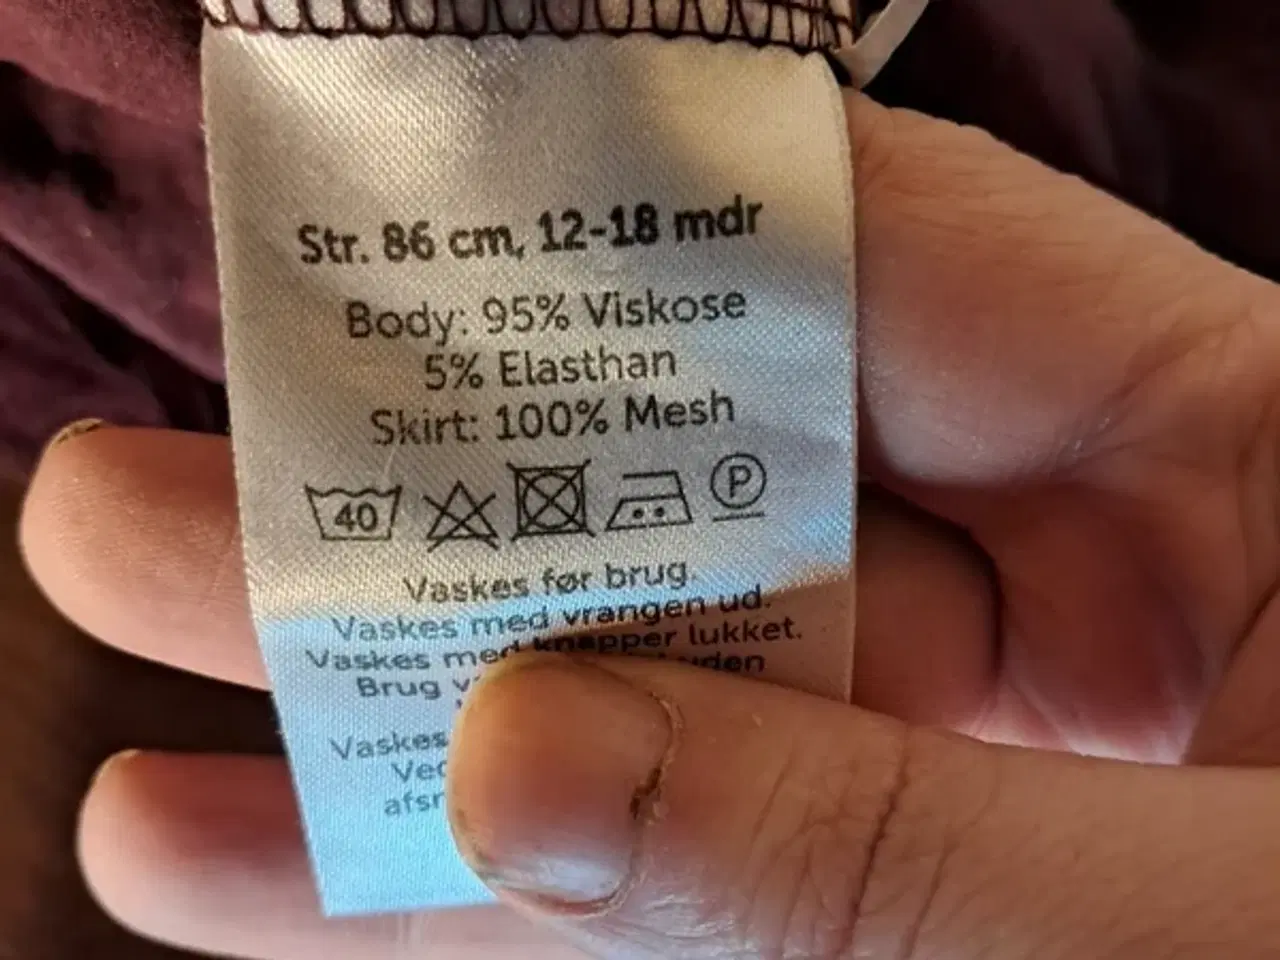 Str. 86 cm, 12-18 mdr
Body: 95% Viskose
5% Elasthan
Skirt: 100% Mesh
40 P
Vaskes før brug.
Vaskes med vrangen ud.
Vaskes med knapper lukket.
Brug uden
Vaskes